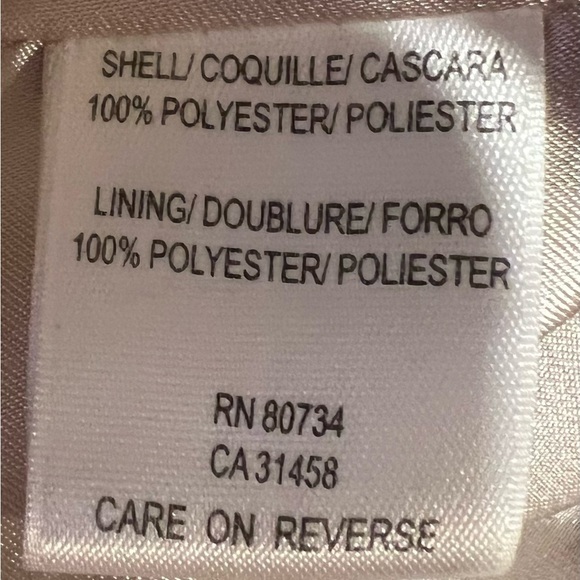 SHELL/ COQUILLE/ CASCARA
100% POLYESTER/ POLIESTER
LINING/ DOUBLURE/ FORRO
100% POLYESTER/ POLIESTER
RN 80734
CA 31458
CARE ON REVERSE